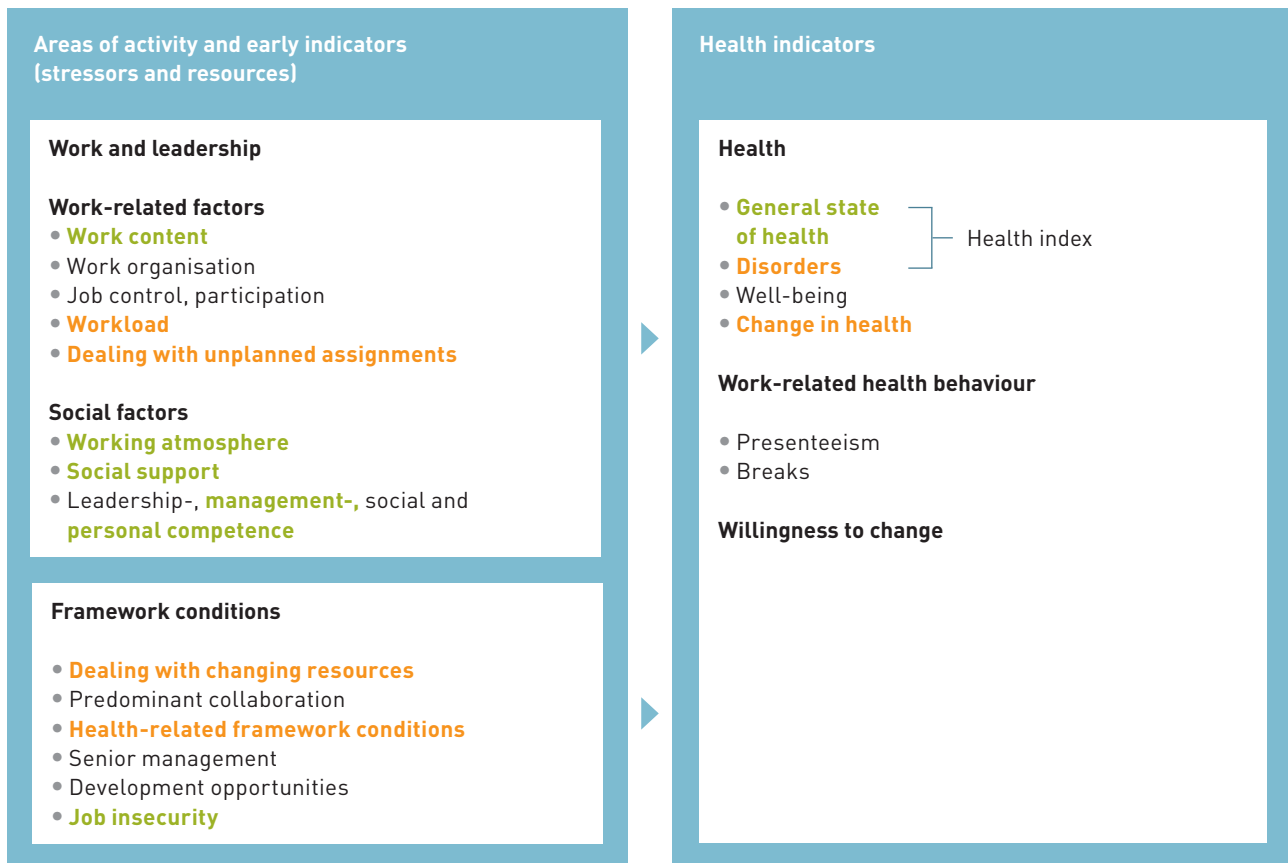 Areas of activity and early indicators
(stressors and resources)
Work and leadership
Work-related factors
• Work content
• Work organisation
• Job control, participation
• Workload
• Dealing with unplanned assignments
Social factors
• Working atmosphere
• Social support
• Leadership-, management-, social and
personal competence
Framework conditions
• Dealing with changing resources
• Predominant collaboration
• Health-related framework conditions
• Senior management
• Development opportunities
• Job insecurity
Health indicators
Health
• General state
of health
• Disorders
Health index
• Well-being
• Change in health
Work-related health behaviour
• Presenteeism
• Breaks
Willingness to change